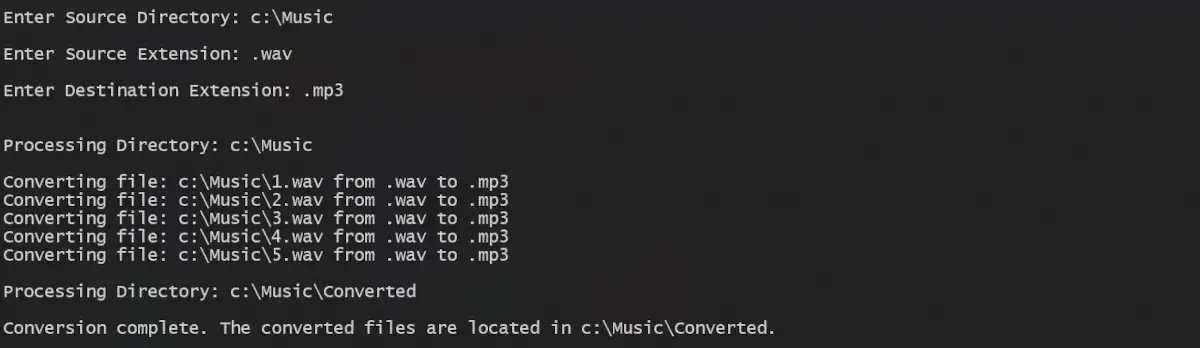 Enter Source Directory: c:\Music
Enter Source Extension: .wav
Enter Destination Extension: .mp3
Processing Directory: c:\Music
Converting file: c:\Music\1.wav from .wav to .mp3
Converting file: c:\Music\2.wav from .wav to .mp3
Converting file: c:\Music\3.wav from .wav to .mp3
Converting file: c:\Music\4.wav from .wav to .mp3
Converting file: c:\Music\5.wav from .wav to .mp3
Processing Directory: c:\Music\Converted
Conversion complete. The converted files are located in c:\Music\Converted.